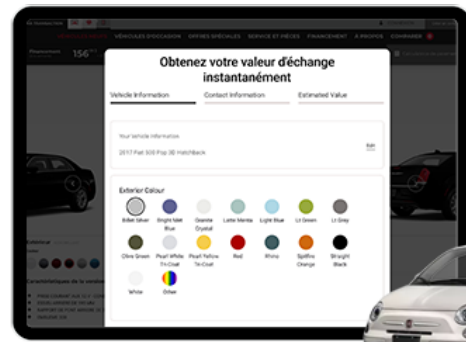 VÉHICULES D'OCCASION OFFRES SPÉCIALES SERVICE ET PIÈCES FINANCEMENT À PROPOS COMMANDER
156
Obtenez votre valeur d'échange
instantanément
Vehicle Information Contact Information Estimated Value
Your Vehicle Information
2017 Fiat 500 Pop 3D Hatchback
Edit
Exterior Colour
Billet Silver Bright Met Blue Granite Crystal Latte Menta Light Blue Lt Green Lt Grey
Olive Green Pearl White Tri-Coat Pearl Yellow Tri-Coat Red Rhino Spitfire Orange Straight Black
White Other